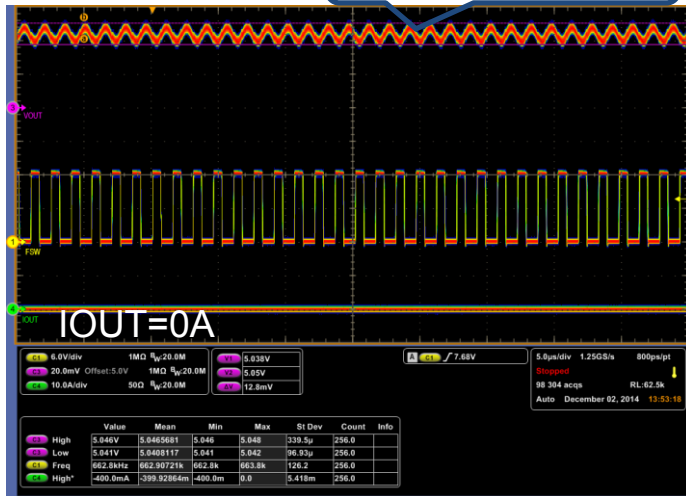 b
a
3
VOUT
1
FSW
4
IOUT
IOUT=0A
C1 6.0V/div 1MΩ BW:20.0M
C3 20.0mV Offset:5.0V 1MΩ BW:20.0M
C4 10.0A/div 50Ω BW:20.0M
V1 5.038V
V2 5.05V
ΔV 12.8mV
A C1 7.68V
5.0µs/div 1.25GS/s 800ps/pt
Stopped
98 304 acqs RL:62.5k
Auto December 02, 2014 13:53:18
Value Mean Min Max St Dev Count Info
C3 High 5.046V 5.0465681 5.046 5.048 339.5µ 256.0
C3 Low 5.041V 5.0408117 5.041 5.042 96.93µ 256.0
C1 Freq 662.8kHz 662.90721k 662.8k 663.8k 126.2 256.0
C4 High* -400.0mA -399.92864m -400.0m 0.0 5.418m 256.0